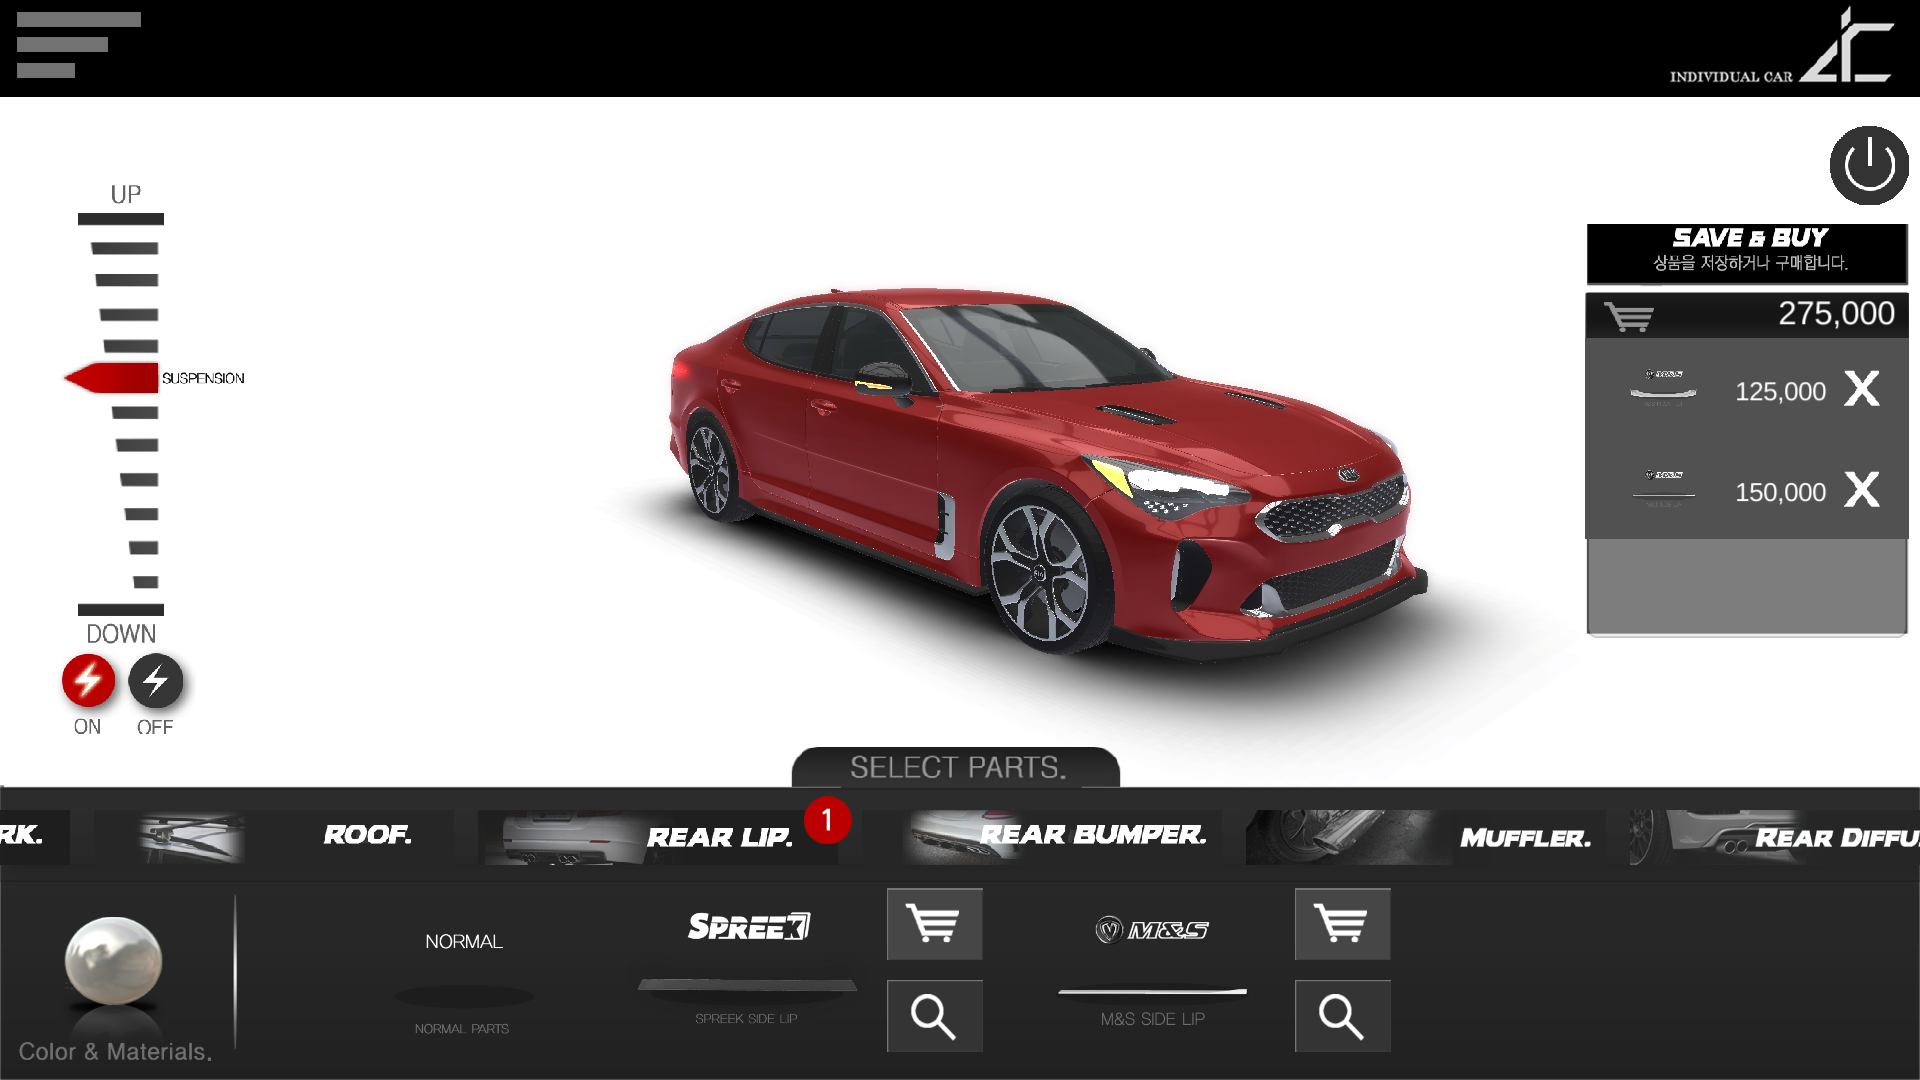 INDIVIDUAL CAR
UP
SUSPENSION
DOWN
ON OFF
SAVE & BUY
상품을 저장하거나 구매합니다.
275,000
M&S
125,000 X
M&S
150,000 X
SELECT PARTS.
RK. ROOF. REAR LIP. 1 REAR BUMPER. MUFFLER. REAR DIFFU
Color & Materials.
NORMAL
NORMAL PARTS
SPREEK
SPREEK SIDE LIP
M&S
M&S SIDE LIP